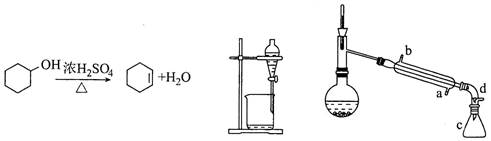 OH 浓H₂SO₄ △ +H₂O
b
a d
c